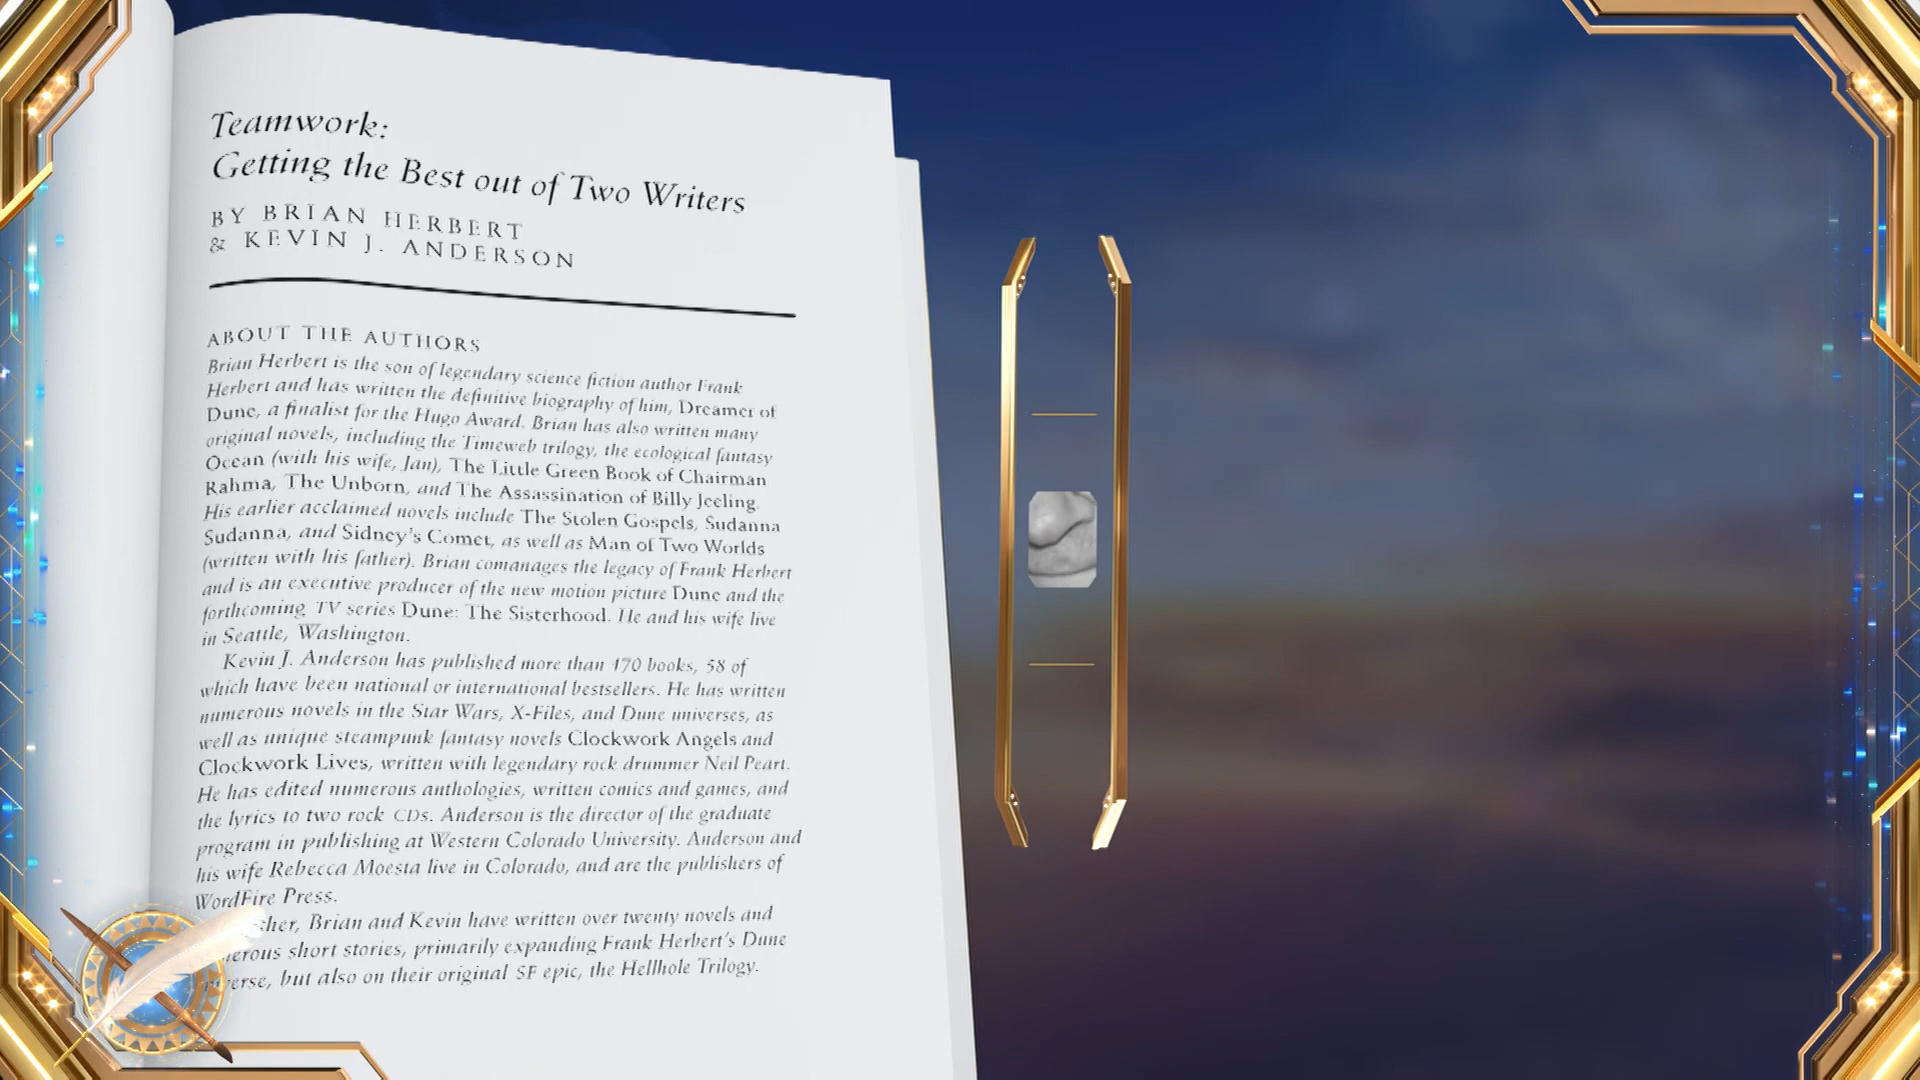 Teamwork:
Getting the Best out of Two Writers
BY BRIAN HERBERT
& KEVIN J. ANDERSON
ABOUT THE AUTHORS
Brian Herbert is the son of legendary science fiction author Frank
Herbert and has written the definitive biography of him, Dreamer of
Dune, a finalist for the Hugo Award. Brian has also written many
original novels, including the Timeweb trilogy, the ecological fantasy
Ocean (with his wife, Jan), The Little Green Book of Chairman
Rahma, The Unborn, and The Assassination of Billy Jeeling.
His earlier acclaimed novels include The Stolen Gospels, Sudanna
Sudanna, and Sidney's Comet, as well as Man of Two Worlds
(written with his father). Brian comanages the legacy of Frank Herbert
and is an executive producer of the new motion picture Dune and the
forthcoming TV series Dune: The Sisterhood. He and his wife live
in Seattle, Washington.
Kevin J. Anderson has published more than 170 books, 58 of
which have been national or international bestsellers. He has written
numerous novels in the Star Wars, X-Files, and Dune universes, as
well as unique steampunk fantasy novels Clockwork Angels and
Clockwork Lives, written with legendary rock drummer Neil Peart.
He has edited numerous anthologies, written comics and games, and
the lyrics to two rock CDs. Anderson is the director of the graduate
program in publishing at Western Colorado University. Anderson and
his wife Rebecca Moesta live in Colorado, and are the publishers of
WordFire Press.
Brian and Kevin have written over twenty novels and
short stories, primarily expanding Frank Herbert's Dune
but also on their original SF epic, the Hellhole Trilogy.